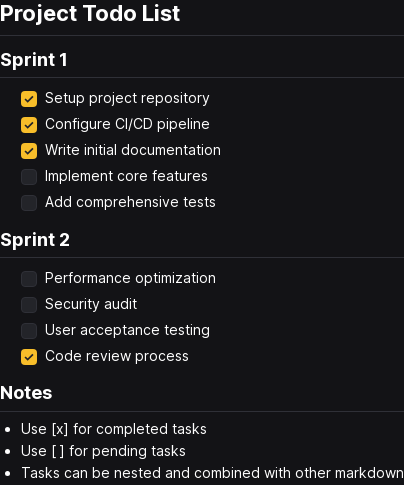 Project Todo List
Sprint 1
Setup project repository
Configure CI/CD pipeline
Write initial documentation
Implement core features
Add comprehensive tests
Sprint 2
Performance optimization
Security audit
User acceptance testing
Code review process
Notes
Use [x] for completed tasks
Use [ ] for pending tasks
Tasks can be nested and combined with other markdown